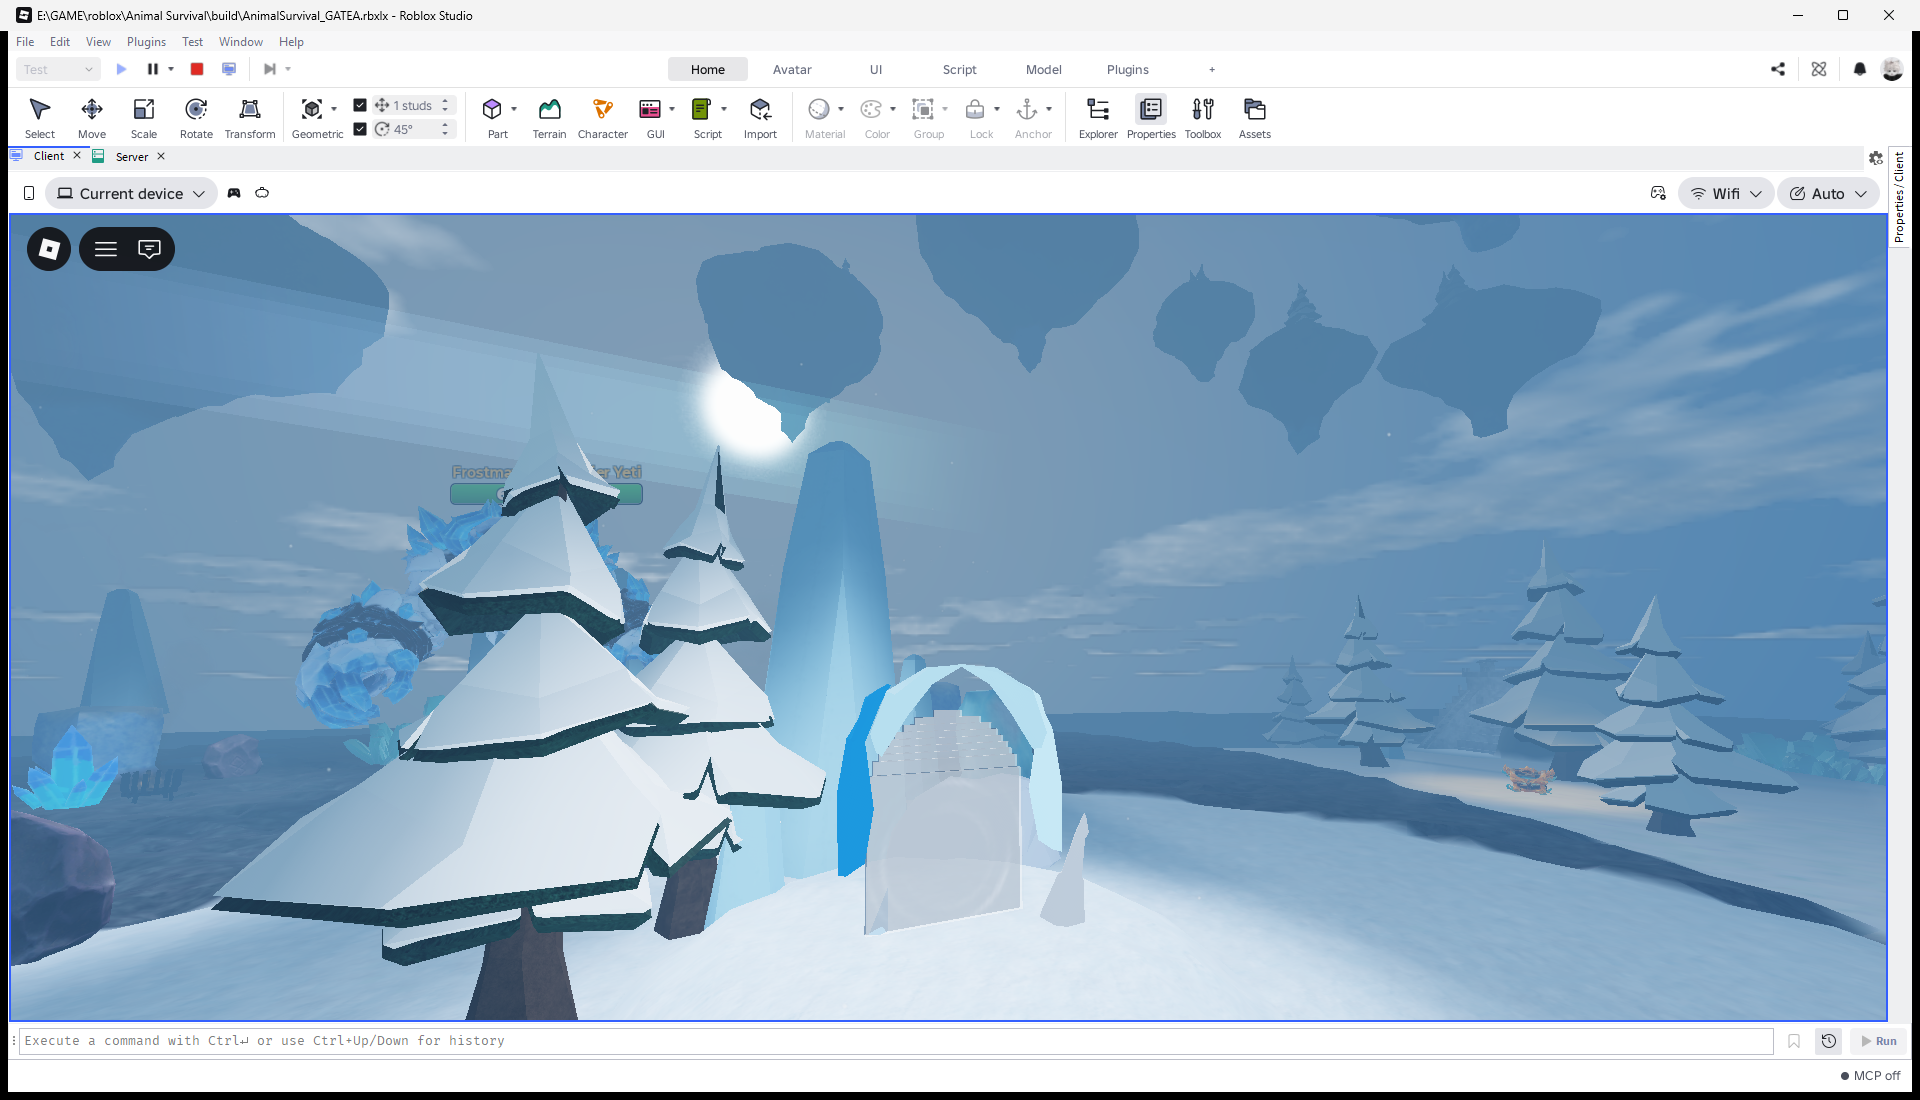 E:\GAME\roblox\Animal Survival\build\AnimalSurvival_GATEA.rbxlx - Roblox Studio
File Edit View Plugins Test Window Help
Test
Home Avatar UI Script Model Plugins +
1 studs
45°
Select Move Scale Rotate Transform Geometric Part Terrain Character GUI Script Import Material Color Group Lock Anchor Explorer Properties Toolbox Assets
Client Server
Properties / Client
Current device
Wifi Auto
Yeti
Execute a command with Ctrl↵ or use Ctrl+Up/Down for history
Run
MCP off